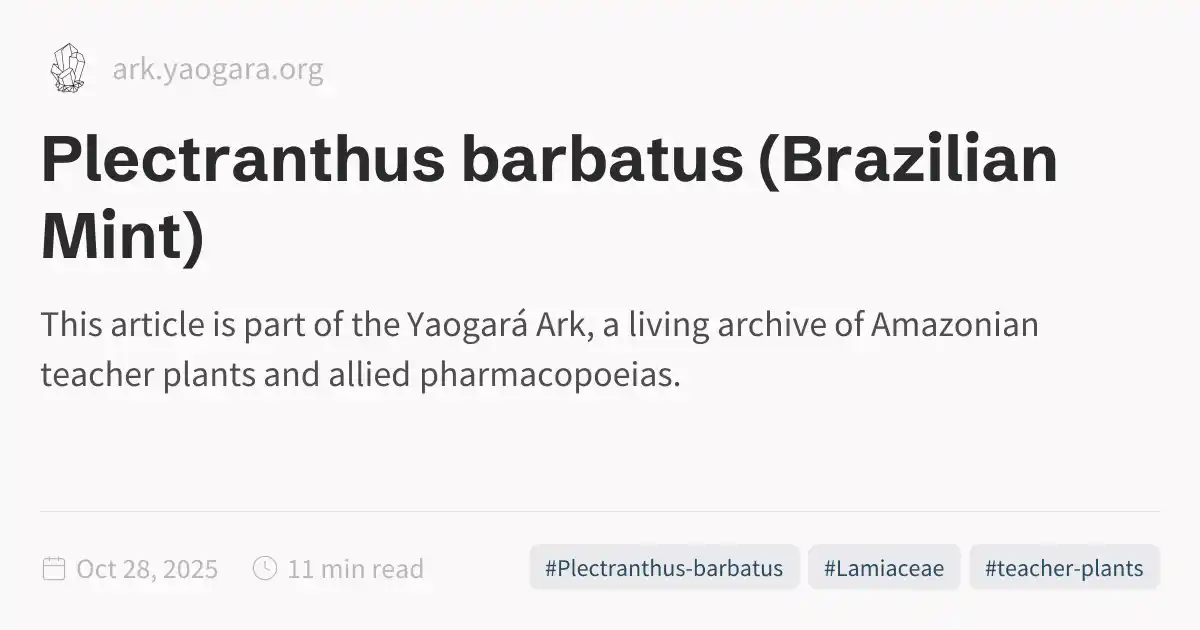 ark.yaogara.org
Plectranthus barbatus (Brazilian
Mint)
This article is part of the Yaogará Ark, a living archive of Amazonian
teacher plants and allied pharmacopoeias.
Oct 28, 2025 11 min read #Plectranthus-barbatus #Lamiaceae #teacher-plants